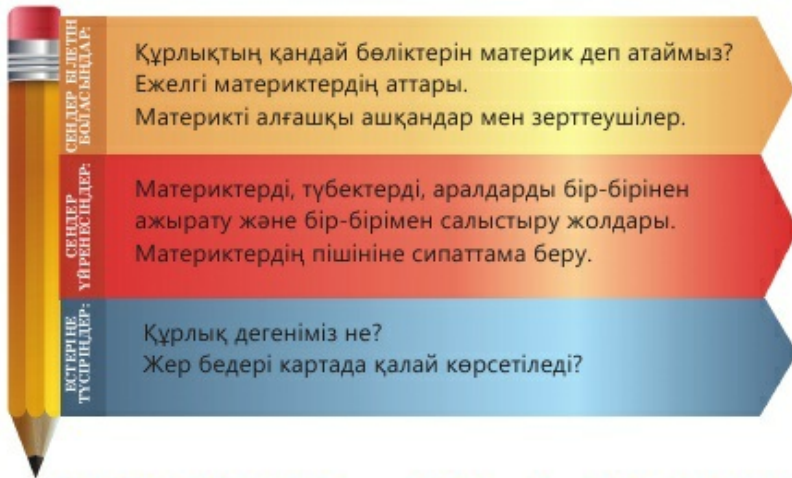 СЕНДЕР БІЛЕТІН
БОЛАСЫҢДАР:
Құрлықтың қандай бөліктерін материк деп атаймыз?
Ежелгі материктердің аттары.
Материкті алғашқы ашқандар мен зерттеушілер.
СЕНДЕР
ҮЙРЕНЕСІҢДЕР:
Материктерді, түбектерді, аралдарды бір-бірінен
ажырату және бір-бірімен салыстыру жолдары.
Материктердің пішініне сипаттама беру.
ЕСТЕРІҢЕ
ТҮСІРІҢДЕР:
Құрлық дегеніміз не?
Жер бедері картада қалай көрсетіледі?